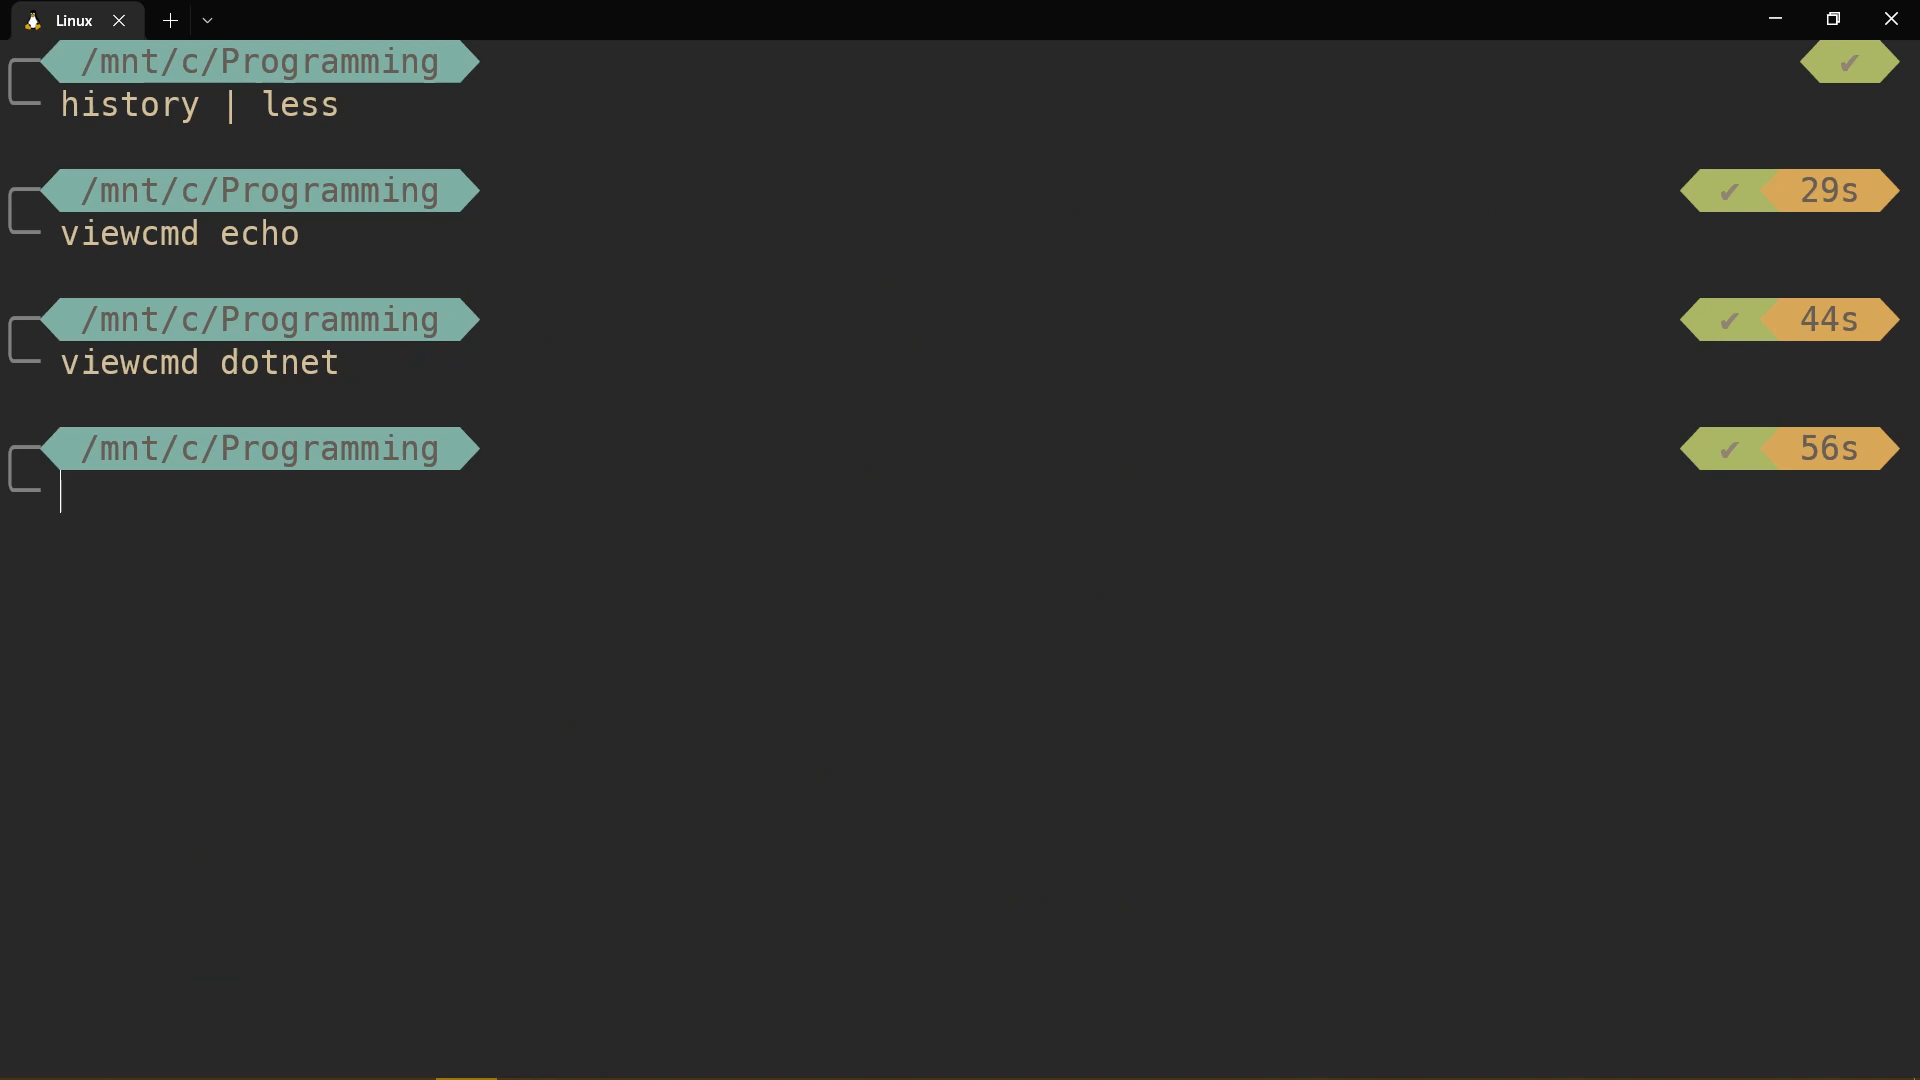 Linux
/mnt/c/Programming ✔
history | less
/mnt/c/Programming ✔ 29s
viewcmd echo
/mnt/c/Programming ✔ 44s
viewcmd dotnet
/mnt/c/Programming ✔ 56s